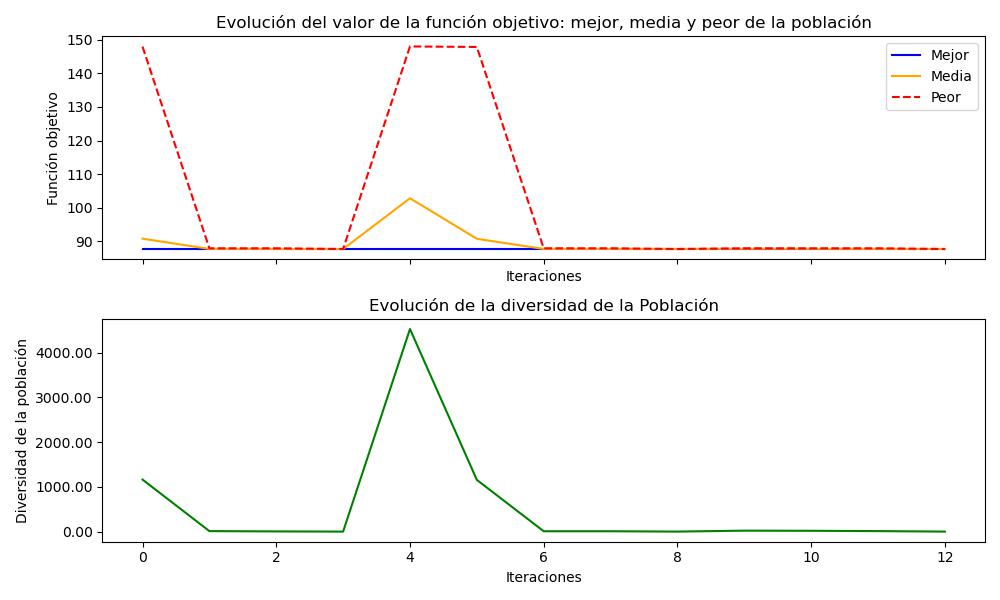 Evolución del valor de la función objetivo: mejor, media y peor de la población
150
140
130
120
110
100
90
Función objetivo
Mejor
Media
Peor
Iteraciones
Evolución de la diversidad de la Población
4000.00
3000.00
2000.00
1000.00
0.00
Diversidad de la población
0 2 4 6 8 10 12
Iteraciones